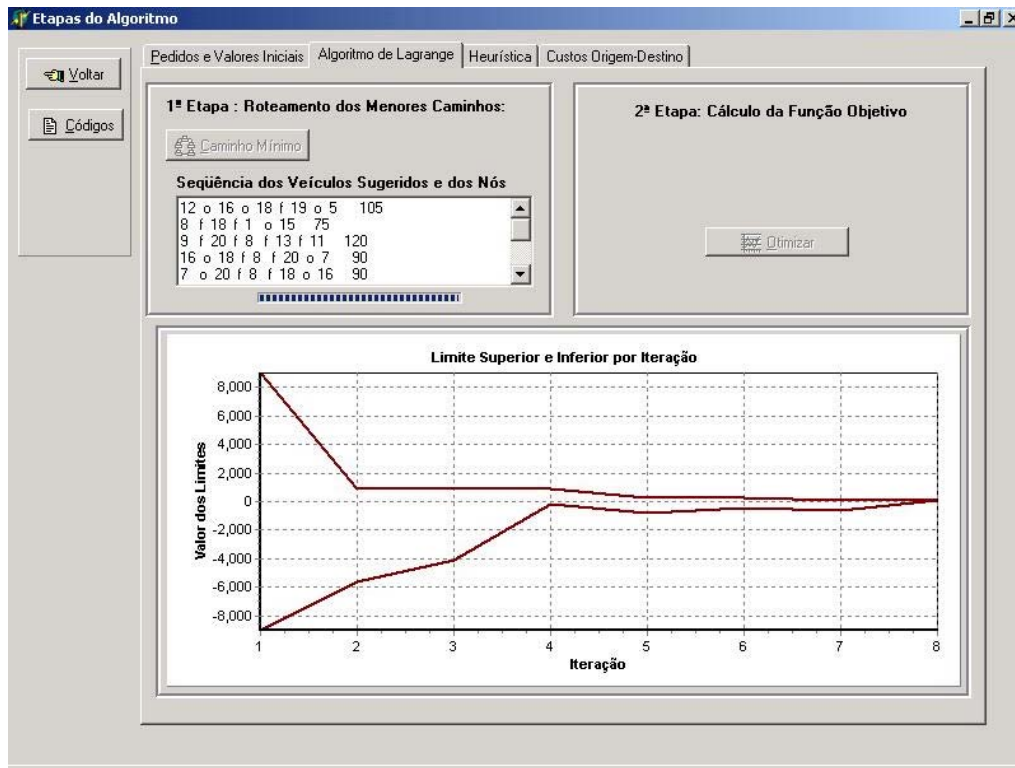 Etapas do Algoritmo
Voltar
Códigos
Pedidos e Valores Iniciais
Algoritmo de Lagrange
Heurística
Custos Origem-Destino
1ª Etapa : Roteamento dos Menores Caminhos:
Caminho Mínimo
Seqüência dos Veículos Sugeridos e dos Nós
12 o 16 o 18 f 19 o 5 105
8 f 18 f 1 o 15 75
9 f 20 f 8 f 13 f 11 120
16 o 18 f 8 f 20 o 7 90
7 o 20 f 8 f 18 o 16 90
2ª Etapa: Cálculo da Função Objetivo
Otimizar
Limite Superior e Inferior por Iteração
Valor dos Limites
8,000
6,000
4,000
2,000
0
-2,000
-4,000
-6,000
-8,000
1 2 3 4 5 6 7 8
Iteração